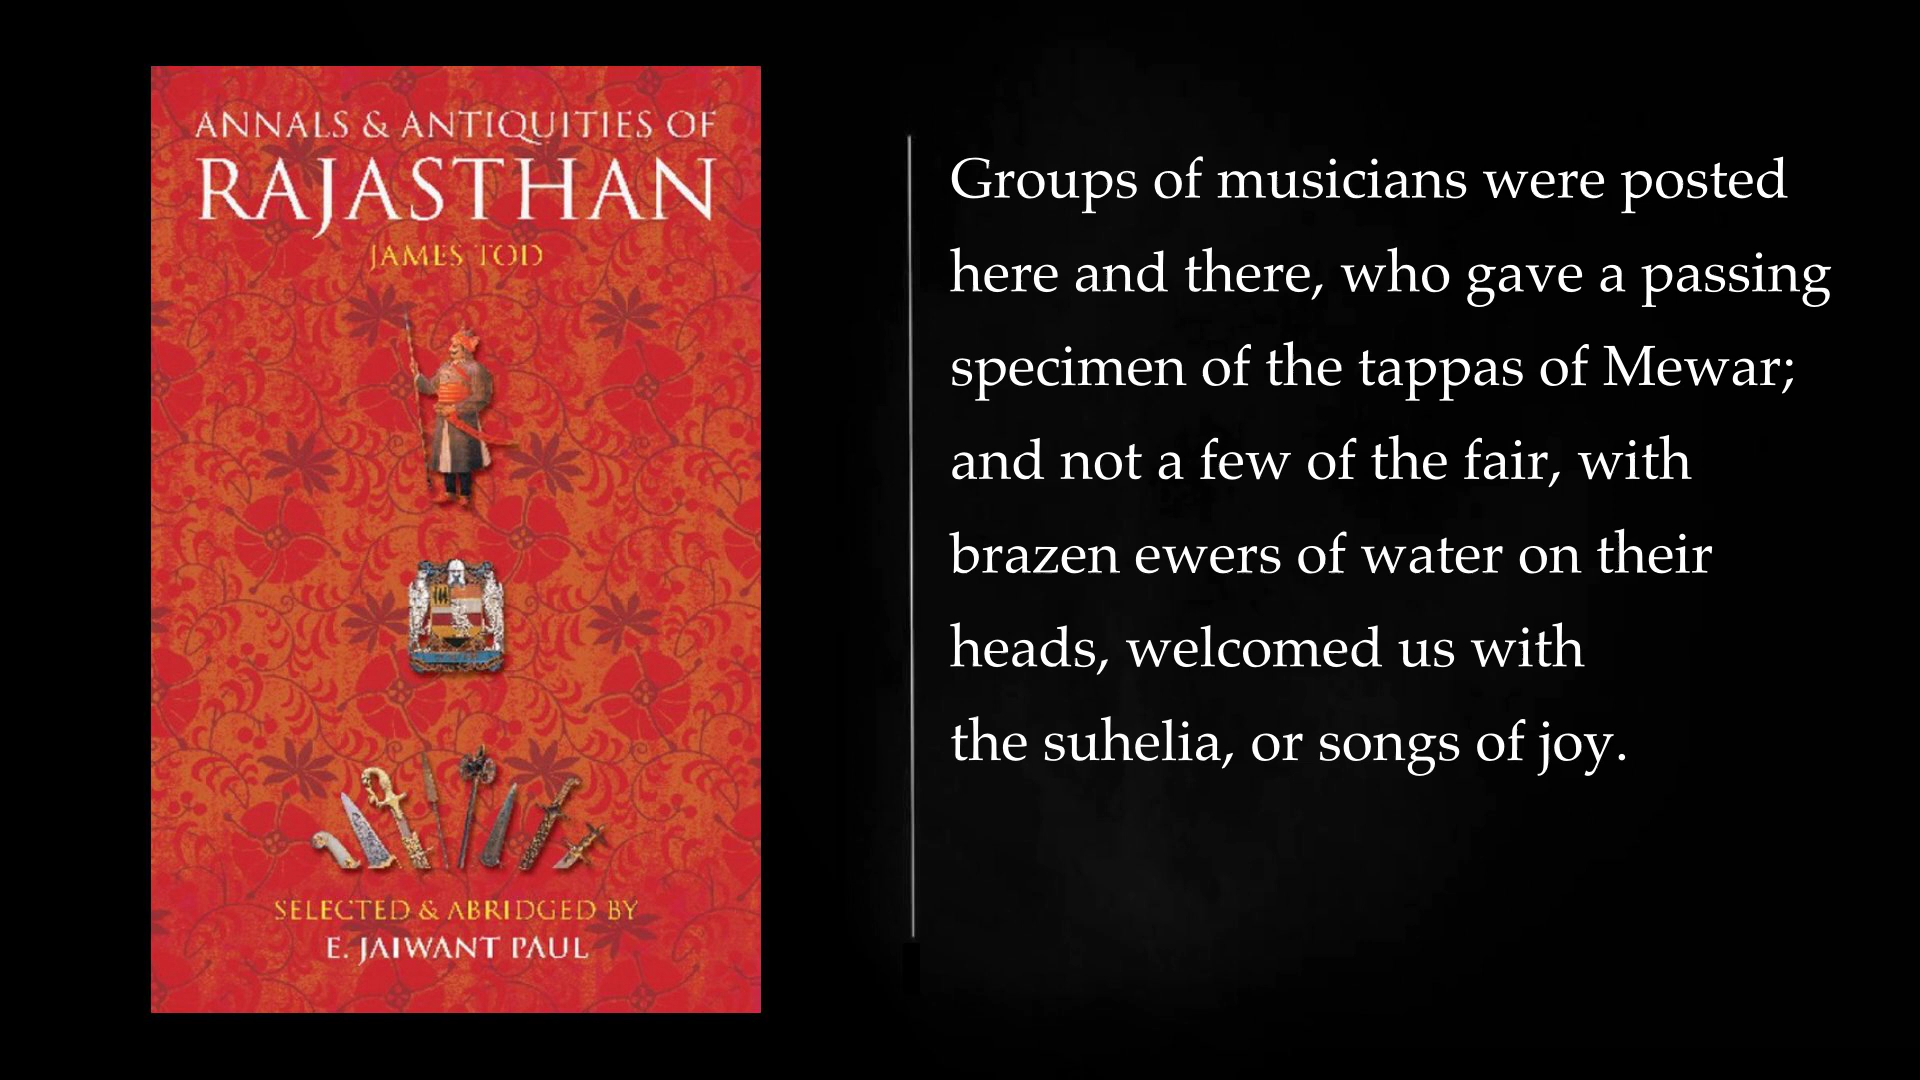 ANNALS & ANTIQUITIES OF
RAJASTHAN
JAMES TOD
SELECTED & ABRIDGED BY
E. JAIWANT PAUL
Groups of musicians were posted
here and there, who gave a passing
specimen of the tappas of Mewar;
and not a few of the fair, with
brazen ewers of water on their
heads, welcomed us with
the suhelia, or songs of joy.